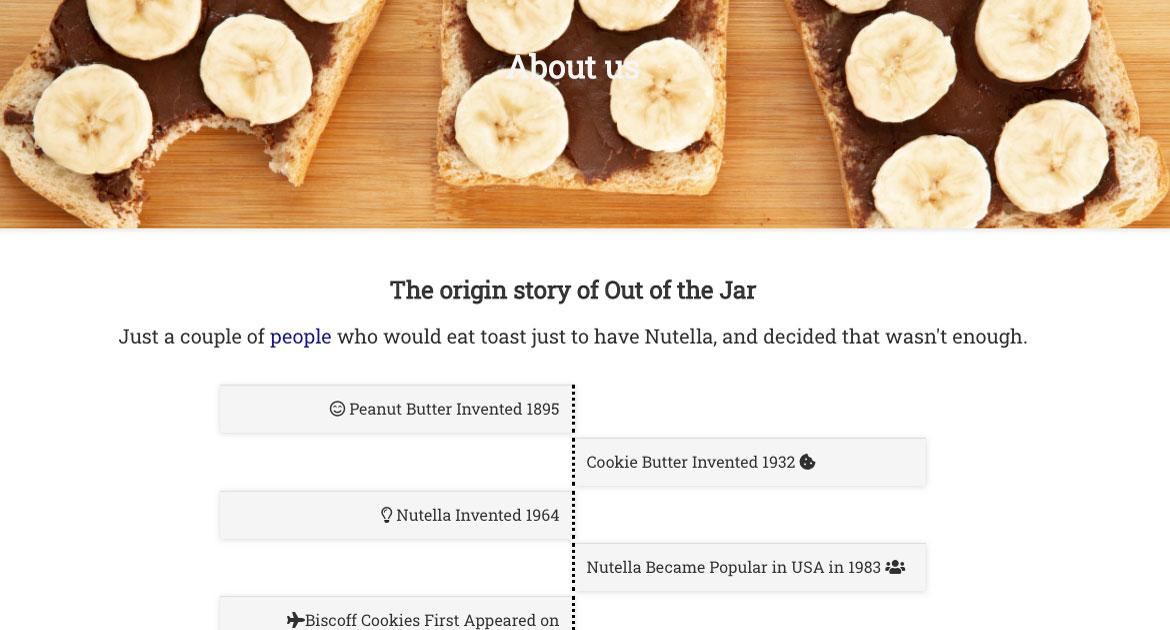 About us
The origin story of Out of the Jar
Just a couple of people who would eat toast just to have Nutella, and decided that wasn't enough.
Peanut Butter Invented 1895
Cookie Butter Invented 1932
Nutella Invented 1964
Nutella Became Popular in USA in 1983
Biscoff Cookies First Appeared on